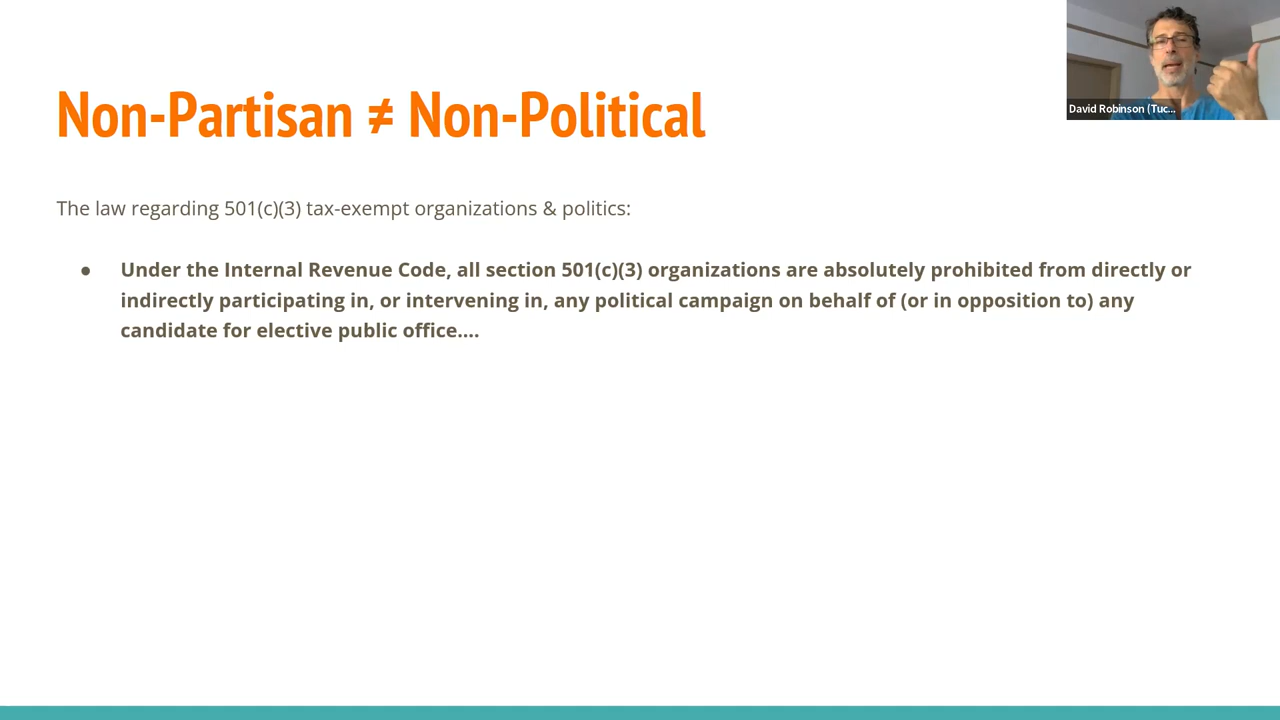 Non-Partisan ≠ Non-Political
David Robinson (Tuc...
The law regarding 501(c)(3) tax-exempt organizations & politics:
● Under the Internal Revenue Code, all section 501(c)(3) organizations are absolutely prohibited from directly or
indirectly participating in, or intervening in, any political campaign on behalf of (or in opposition to) any
candidate for elective public office....